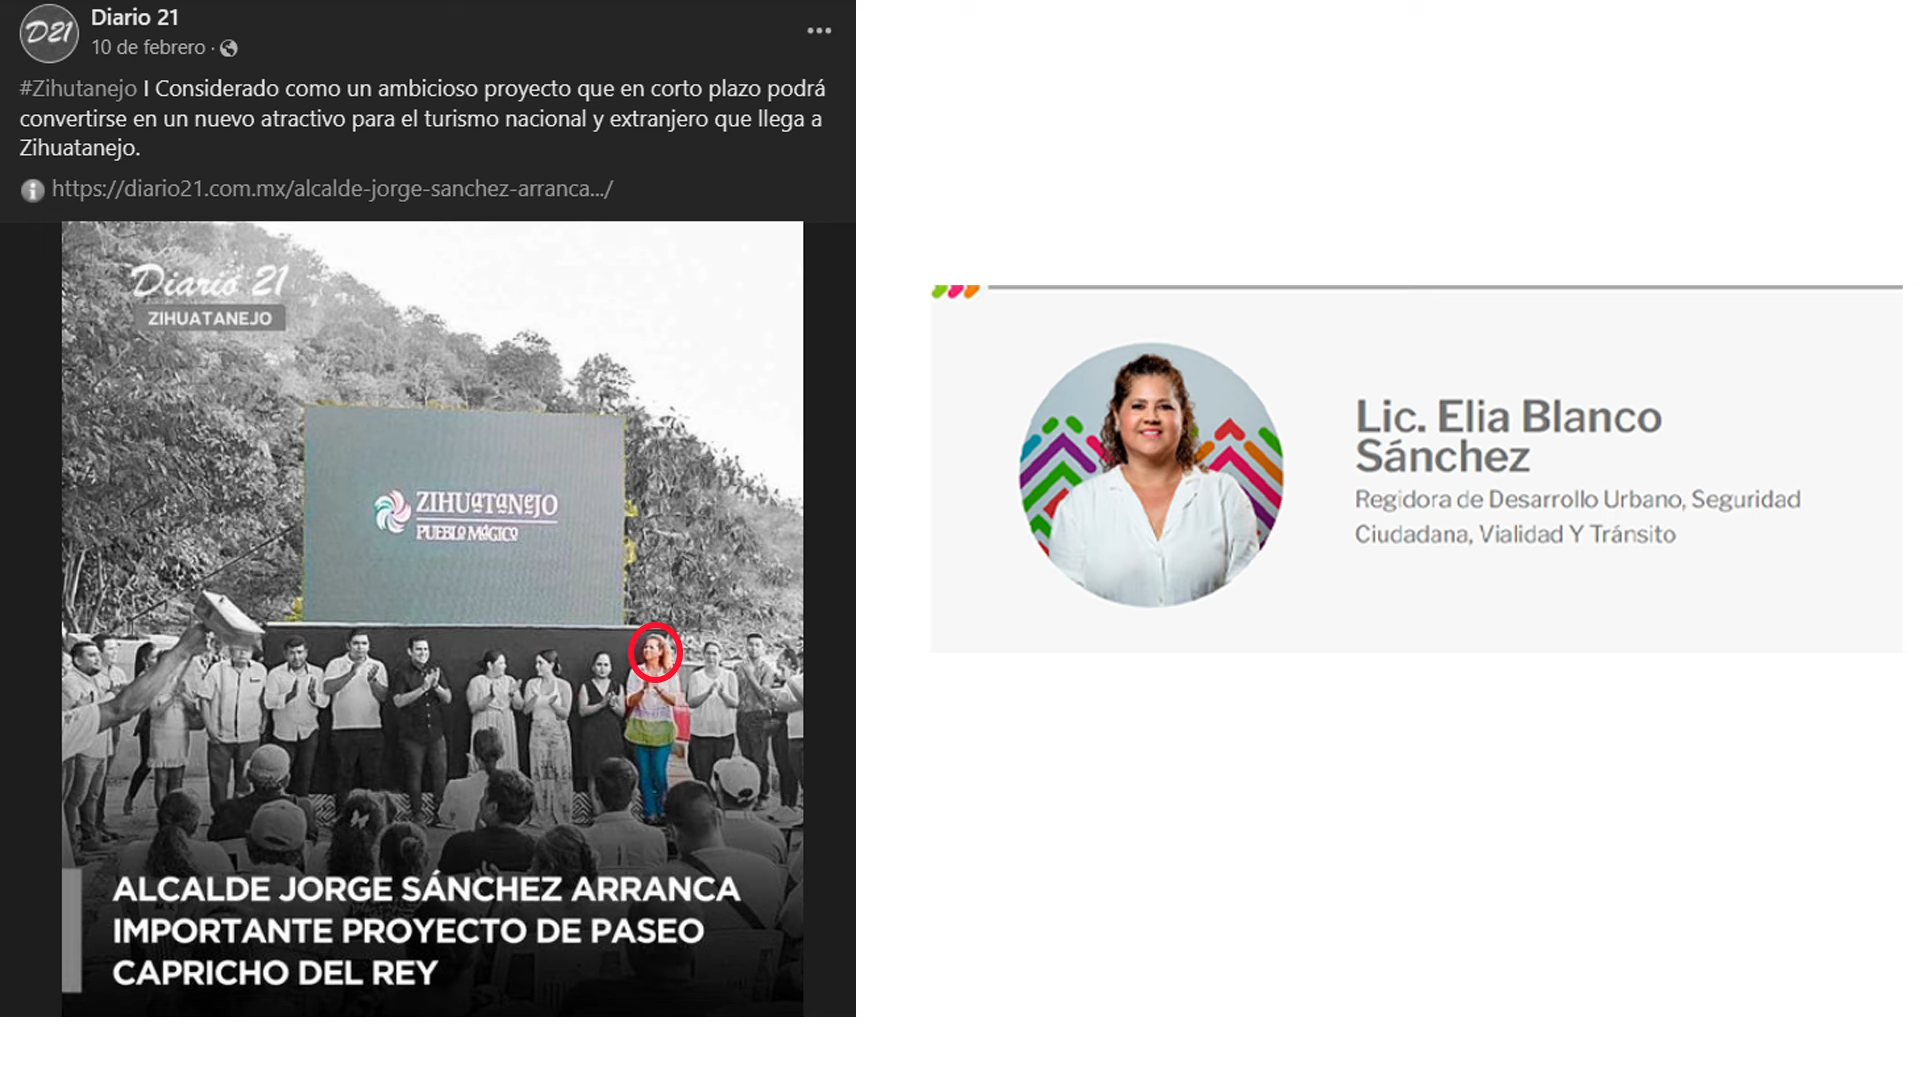 D21
Diario 21
10 de febrero ·
#Zihutanejo I Considerado como un ambicioso proyecto que en corto plazo podrá
convertirse en un nuevo atractivo para el turismo nacional y extranjero que llega a
Zihuatanejo.
https://diario21.com.mx/alcalde-jorge-sanchez-arranca.../
Diario 21
ZIHUATANEJO
ZIHUATANEJO
PUEBLO MÁGICO
ALCALDE JORGE SÁNCHEZ ARRANCA
IMPORTANTE PROYECTO DE PASEO
CAPRICHO DEL REY
Lic. Elia Blanco
Sánchez
Regidora de Desarrollo Urbano, Seguridad
Ciudadana, Vialidad Y Tránsito